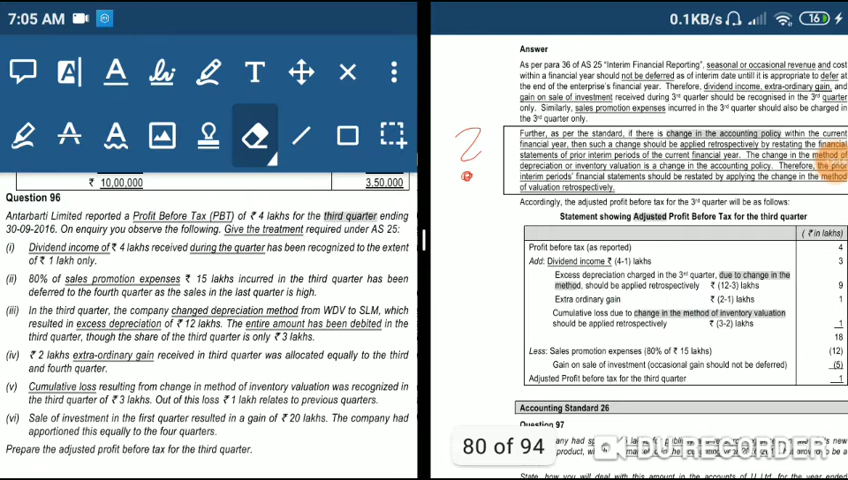 7:05 AM
0.1KB/s
16
₹ 10,00,000
3,50,000
Question 96
Antarbarti Limited reported a Profit Before Tax (PBT) of ₹ 4 lakhs for the third quarter ending
30-09-2016. On enquiry you observe the following. Give the treatment required under AS 25:
(i) Dividend income of ₹ 4 lakhs received during the quarter has been recognized to the extent
of ₹ 1 lakh only.
(ii) 80% of sales promotion expenses ₹ 15 lakhs incurred in the third quarter has been
deferred to the fourth quarter as the sales in the last quarter is high.
(iii) In the third quarter, the company changed depreciation method from WDV to SLM, which
resulted in excess depreciation of ₹ 12 lakhs. The entire amount has been debited in the
third quarter, though the share of the third quarter is only ₹ 3 lakhs.
(iv) ₹ 2 lakhs extra-ordinary gain received in third quarter was allocated equally to the third
and fourth quarter.
(v) Cumulative loss resulting from change in method of inventory valuation was recognized in
the third quarter of ₹ 3 lakhs. Out of this loss ₹ 1 lakh relates to previous quarters.
(vi) Sale of investment in the first quarter resulted in a gain of ₹ 20 lakhs. The company had
apportioned this equally to the four quarters.
Prepare the adjusted profit before tax for the third quarter.
Answer
As per para 36 of AS 25 "Interim Financial Reporting", seasonal or occasional revenue and cost
within a financial year should not be deferred as of interim date untill it is appropriate to defer at
the end of the enterprise's financial year. Therefore, dividend income, extra-ordinary gain, and
gain on sale of investment received during 3rd quarter should be recognised in the 3rd quarter
only. Similarly, sales promotion expenses incurred in the 3rd quarter should also be charged in
the 3rd quarter only.
Further, as per the standard, if there is change in the accounting policy within the current
financial year, then such a change should be applied retrospectively by restating the financial
statements of prior interim periods of the current financial year. The change in the method of
depreciation or inventory valuation is a change in the accounting policy. Therefore, the prior
interim periods' financial statements should be restated by applying the change in the method
of valuation retrospectively.
Accordingly, the adjusted profit before tax for the 3rd quarter will be as follows:
Statement showing Adjusted Profit Before Tax for the third quarter
(₹ in lakhs)
Profit before tax (as reported) 4
Add: Dividend income ₹ (4-1) lakhs 3
Excess depreciation charged in the 3rd quarter, due to change in the
method, should be applied retrospectively ₹ (12-3) lakhs 9
Extra ordinary gain ₹ (2-1) lakhs 1
Cumulative loss due to change in the method of inventory valuation
should be applied retrospectively ₹ (3-2) lakhs 1
18
Less: Sales promotion expenses (80% of ₹ 15 lakhs) (12)
Gain on sale of investment (occasional gain should not be deferred) (5)
Adjusted Profit before tax for the third quarter 1
Accounting Standard 26
Question 97
80 of 94
DU RECORDER
State, how you will deal with this amount in the accounts of U Ltd. for the year ended